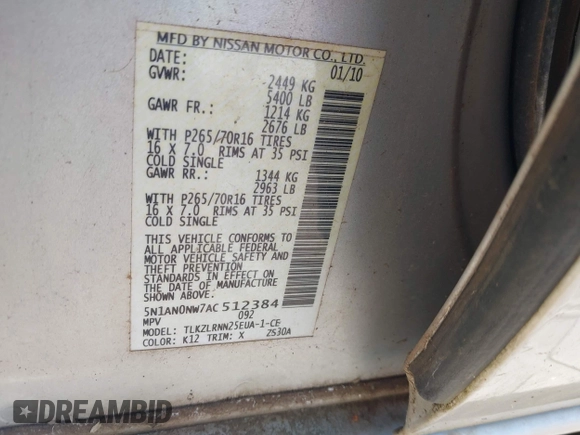 MFD BY NISSAN MOTOR CO., LTD.
DATE: 01/10
GVWR: 2449 KG
5400 LB
GAWR FR.: 1214 KG
2676 LB
WITH P265/70R16 TIRES
16 X 7.0 RIMS AT 35 PSI
COLD SINGLE
GAWR RR.: 1344 KG
2963 LB
WITH P265/70R16 TIRES
16 X 7.0 RIMS AT 35 PSI
COLD SINGLE
THIS VEHICLE CONFORMS TO
ALL APPLICABLE FEDERAL
MOTOR VEHICLE SAFETY AND
THEFT PREVENTION
STANDARDS IN EFFECT ON
THE DATE OF MANUFACTURE
SHOWN ABOVE.
5N1AN0NW7AC512384
MPV 092
MODEL: TLKZLRNN25EUA-1-CE
COLOR: K12 TRIM: X ZS30A
DREAMBID